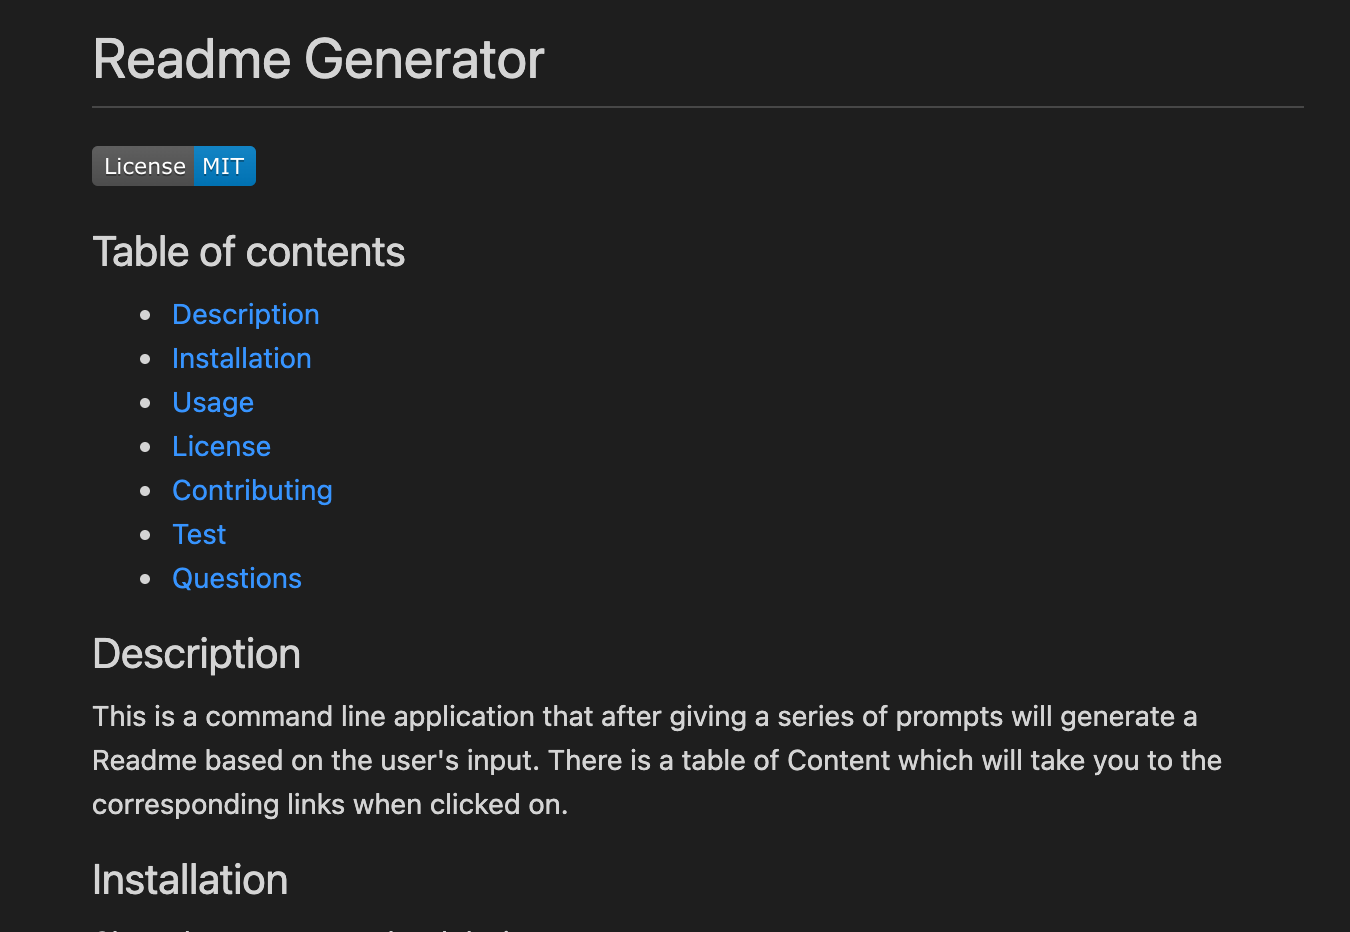 Readme Generator
License MIT
Table of contents
Description
Installation
Usage
License
Contributing
Test
Questions
Description
This is a command line application that after giving a series of prompts will generate a
Readme based on the user's input. There is a table of Content which will take you to the
corresponding links when clicked on.
Installation